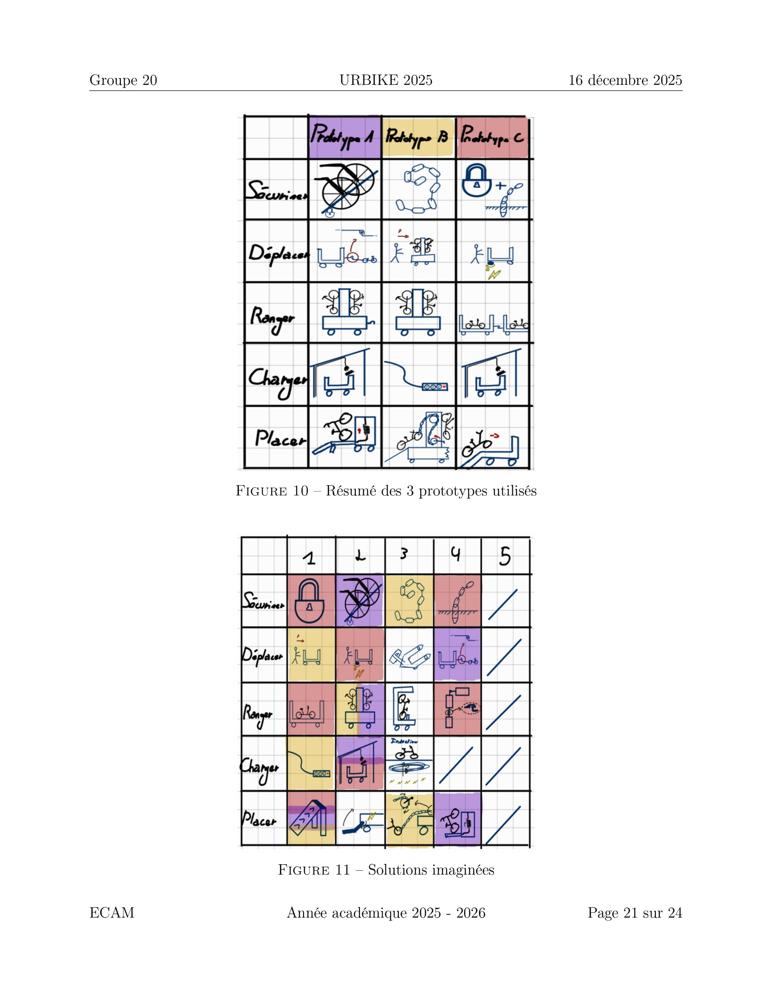 Groupe 20 URBIKE 2025 16 décembre 2025
Prototype 1 Prototype B Prototype C
Sécuriser
+
Déplacer
F
Ranger
Charger
Placer
FIGURE 10 – Résumé des 3 prototypes utilisés
1 2 3 4 5
Sécuriser
Déplacer
F
Ranger
Charger
Induction
Placer
FIGURE 11 – Solutions imaginées
ECAM Année académique 2025 - 2026 Page 21 sur 24